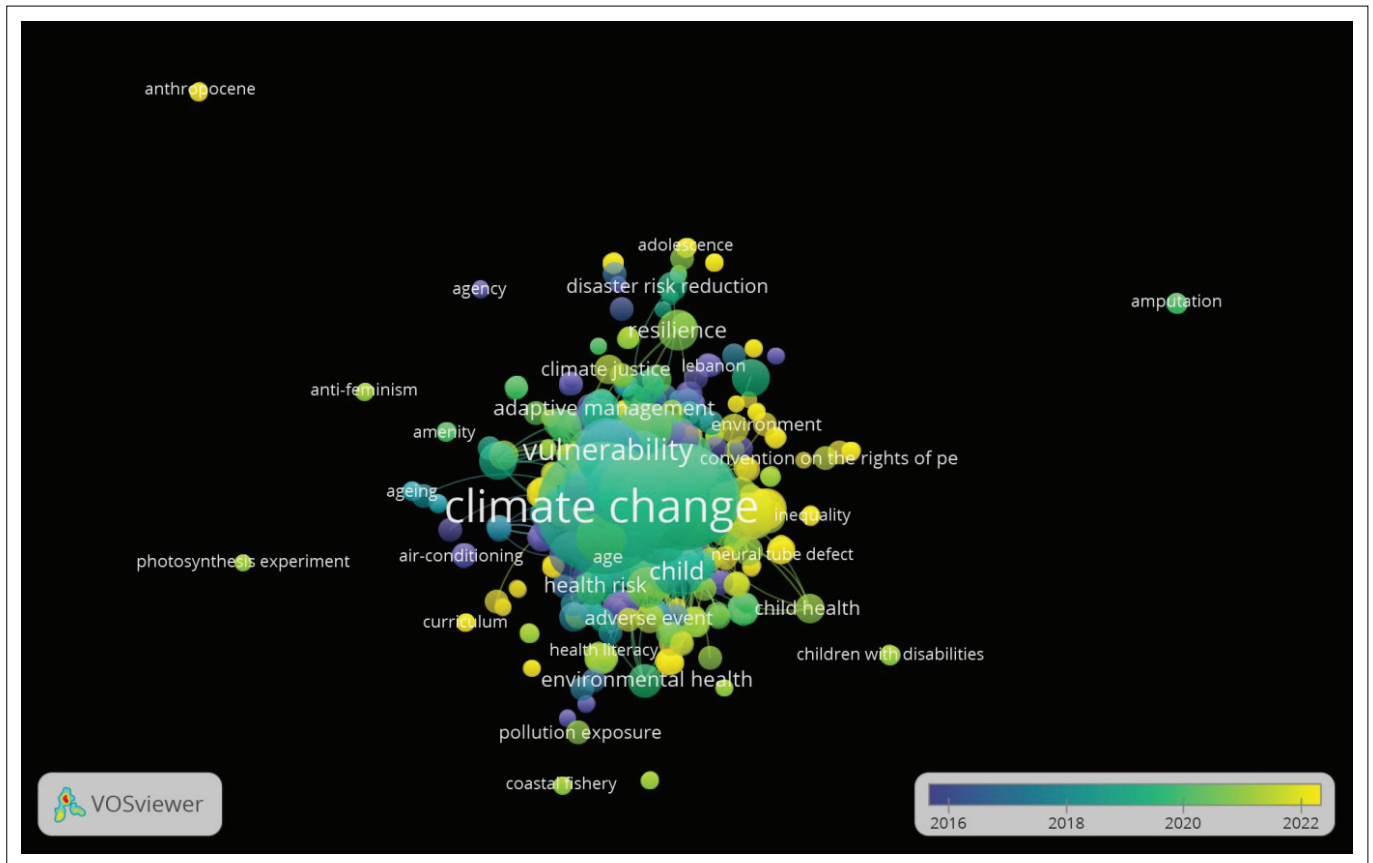 anthropocene
adolescence
agency
disaster risk reduction
amputation
resilience
climate justice
lebanon
anti-feminism
adaptive management
amenity
environment
vulnerability
convention on the rights of pe
ageing
climate change
inequality
air-conditioning
age
neural tube defect
photosynthesis experiment
child
health risk
child health
curriculum
adverse event
health literacy
children with disabilities
environmental health
pollution exposure
coastal fishery
VOSviewer
2016
2018
2020
2022